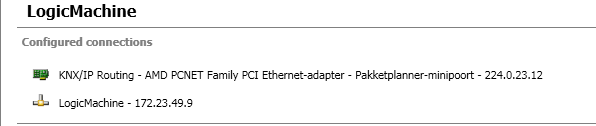 LogicMachine
Configured connections
KNX/IP Routing - AMD PCNET Family PCI Ethernet-adapter - Pakketplanner-minipoort - 224.0.23.12
LogicMachine - 172.23.49.9